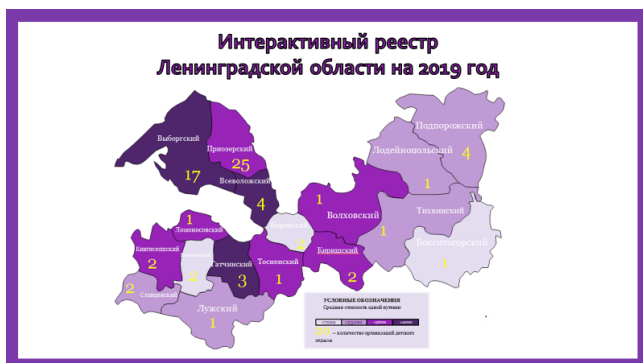 Интерактивный реестр
Ленинградской области на 2019 год
Подпорожский
4
Лодейнопольский
1
Выборгский
17
Приозерский
25
Всеволожский
4
1
Волховский
Тихвинский
1
Бокситогорский
1
1
Ломоносовский
Кировский
Кингисеппский
2
2
Гатчинский
3
Тосненский
1
Киришский
2
2
Сланцевский
Лужский
1
УСЛОВНЫЕ ОБОЗНАЧЕНИЯ
Средняя стоимость одной путевки
– количество организаций детского
отдыха